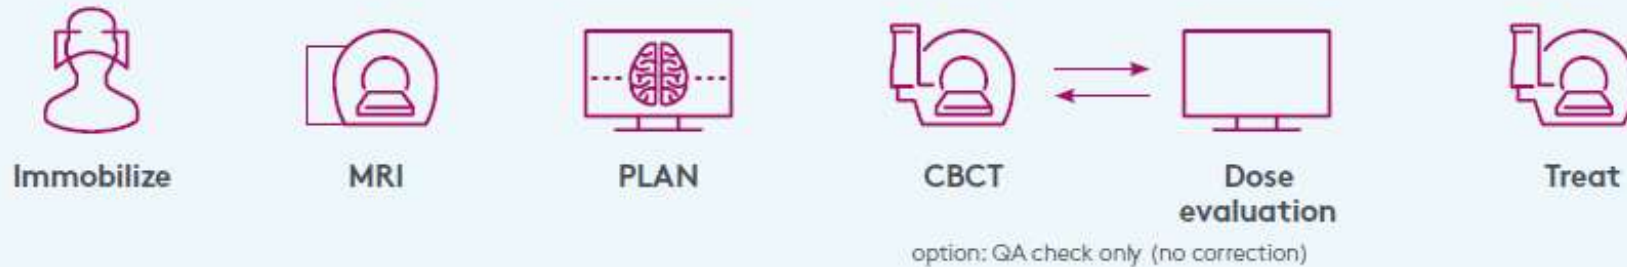 Immobilize
MRI
PLAN
CBCT
Dose
evaluation
Treat
option: QA check only (no correction)